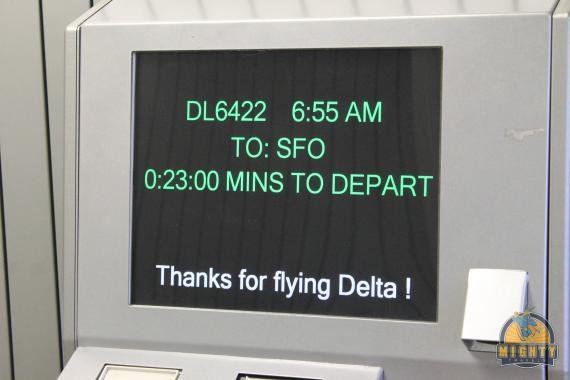 DL6422 6:55 AM
TO: SFO
0:23:00 MINS TO DEPART
Thanks for flying Delta !
MIGHTY